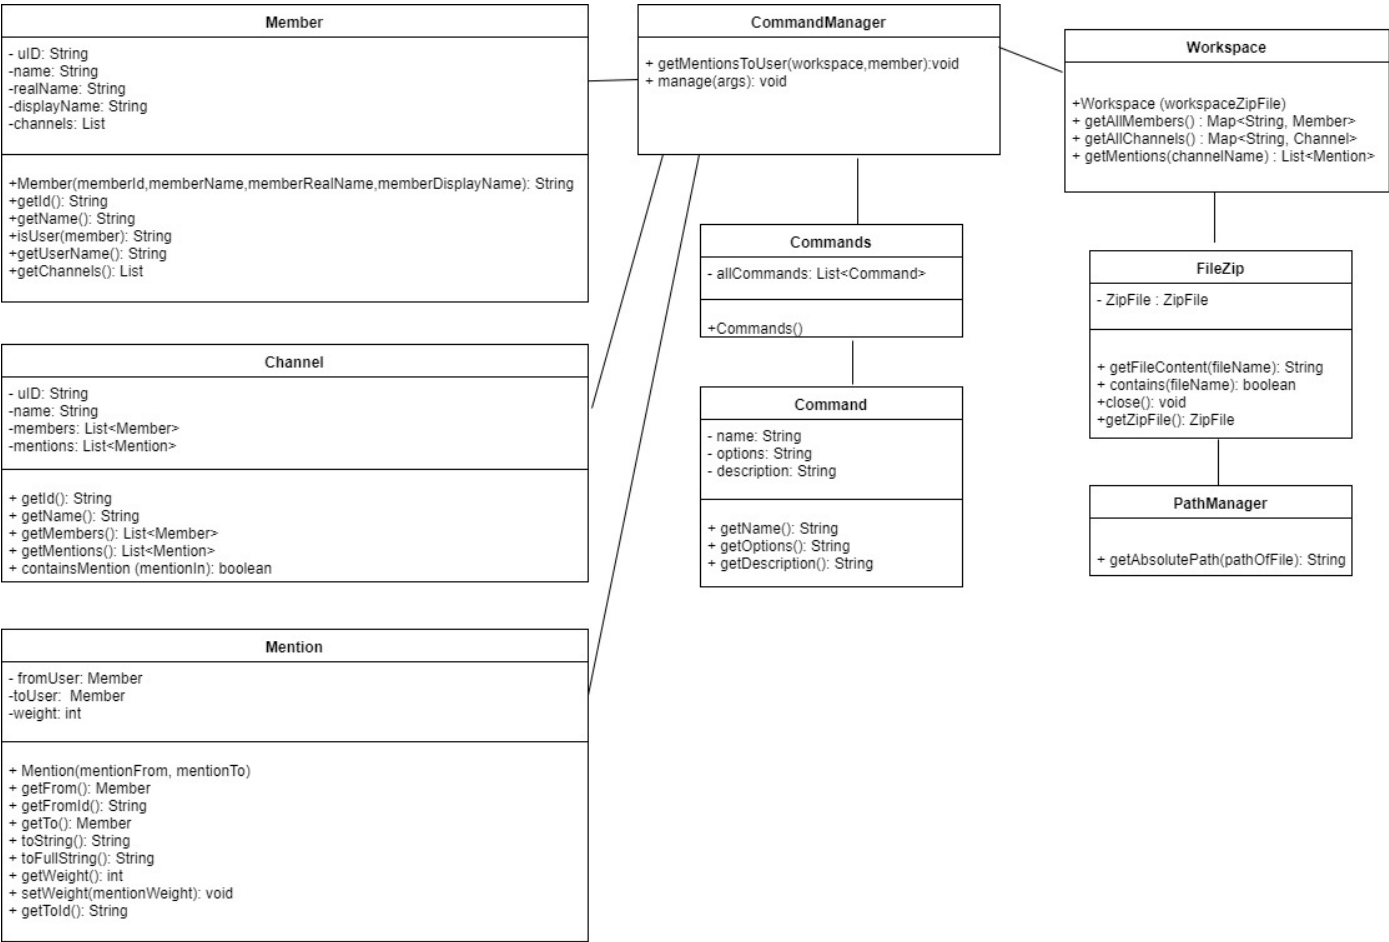 Member
- uID: String
-name: String
-realName: String
-displayName: String
-channels: List
+Member(memberId,memberName,memberRealName,memberDisplayName): String
+getId(): String
+getName(): String
+isUser(member): String
+getUserName(): String
+getChannels(): List
Channel
- uID: String
-name: String
-members: List<Member>
-mentions: List<Mention>
+ getId(): String
+ getName(): String
+ getMembers(): List<Member>
+ getMentions(): List<Mention>
+ containsMention (mentionIn): boolean
Mention
- fromUser: Member
-toUser:  Member
-weight: int
+ Mention(mentionFrom, mentionTo)
+ getFrom(): Member
+ getFromId(): String
+ getTo(): Member
+ toString(): String
+ toFullString(): String
+ getWeight(): int
+ setWeight(mentionWeight): void
+ getToId(): String
CommandManager
+ getMentionsToUser(workspace,member):void
+ manage(args): void
Commands
- allCommands: List<Command>
+Commands()
Command
- name: String
- options: String
- description: String
+ getName(): String
+ getOptions(): String
+ getDescription(): String
Workspace
+Workspace (workspaceZipFile)
+ getAllMembers() : Map<String, Member>
+ getAllChannels() : Map<String, Channel>
+ getMentions(channelName) : List<Mention>
FileZip
- ZipFile : ZipFile
+ getFileContent(fileName): String
+ contains(fileName): boolean
+close(): void
+getZipFile(): ZipFile
PathManager
+ getAbsolutePath(pathOfFile): String